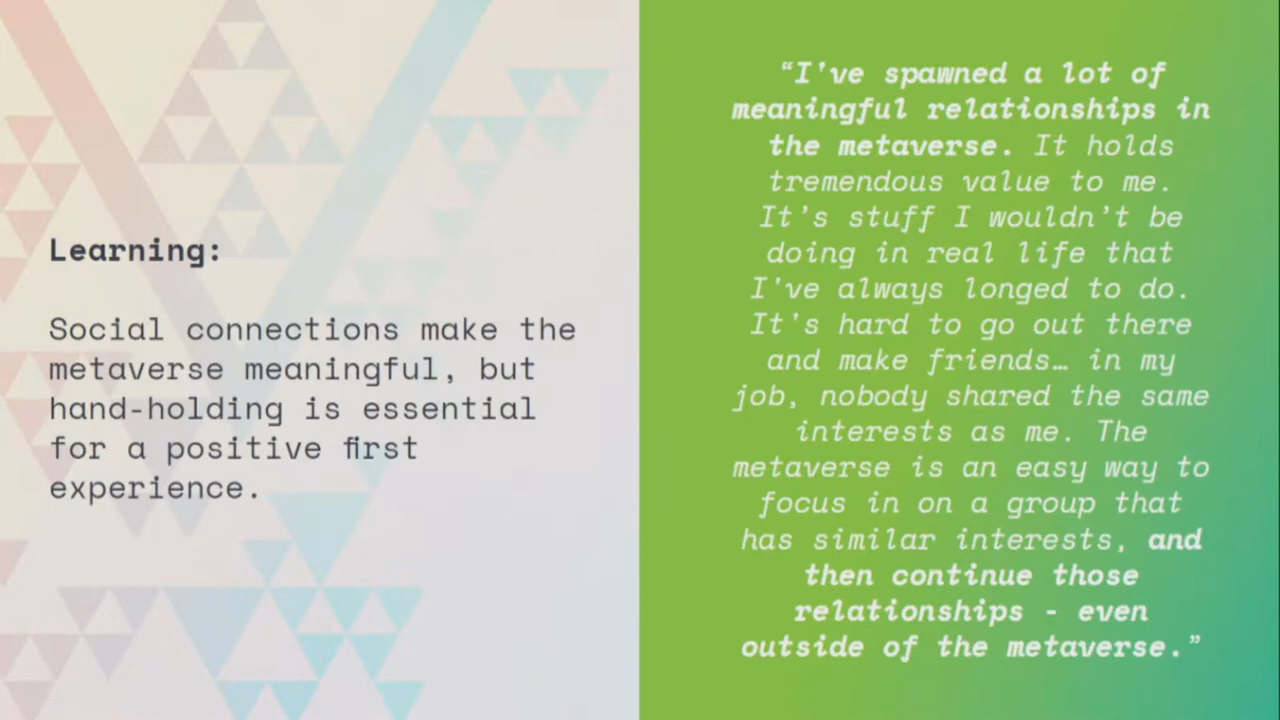 Learning:
Social connections make the
metaverse meaningful, but
hand-holding is essential
for a positive first
experience.
“I've spawned a lot of
meaningful relationships in
the metaverse. It holds
tremendous value to me.
It’s stuff I wouldn’t be
doing in real life that
I've always longed to do.
It's hard to go out there
and make friends… in my
job, nobody shared the same
interests as me. The
metaverse is an easy way to
focus in on a group that
has similar interests, and
then continue those
relationships - even
outside of the metaverse.”